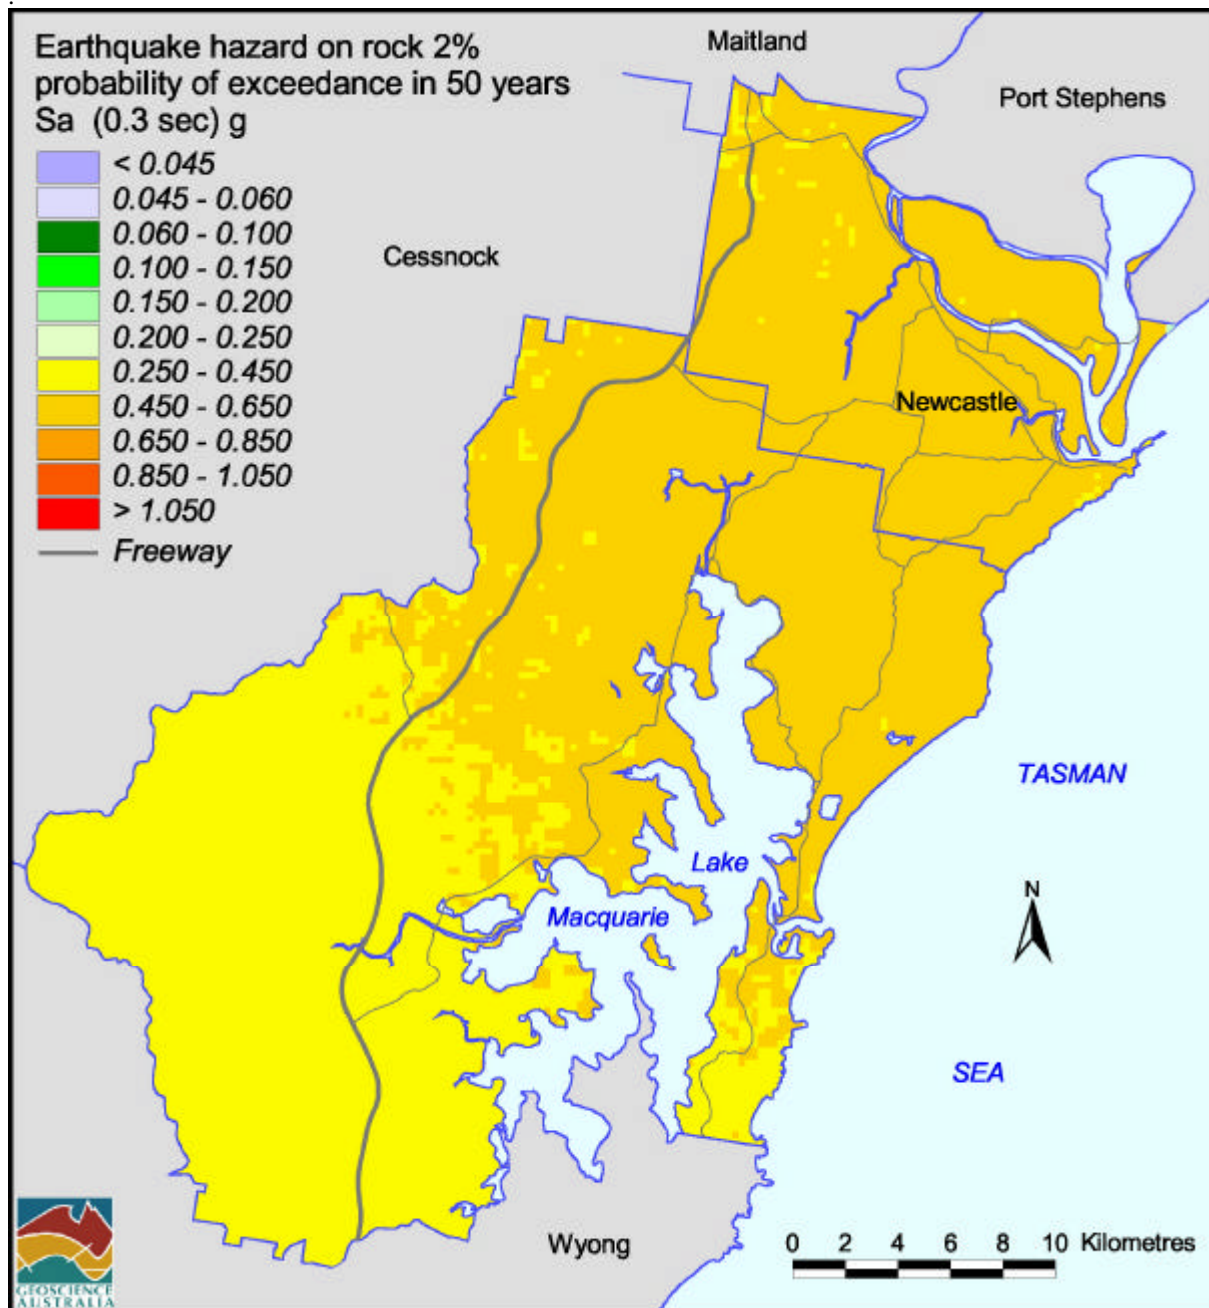 Earthquake hazard on rock 2%
probability of exceedance in 50 years
Sa (0.3 sec) g
< 0.045
0.045 - 0.060
0.060 - 0.100
0.100 - 0.150
0.150 - 0.200
0.200 - 0.250
0.250 - 0.450
0.450 - 0.650
0.650 - 0.850
0.850 - 1.050
> 1.050
Freeway
Maitland
Port Stephens
Cessnock
Newcastle
TASMAN
Lake
Macquarie
N
SEA
Wyong
0 2 4 6 8 10 Kilometres
GEOSCIENCE
AUSTRALIA